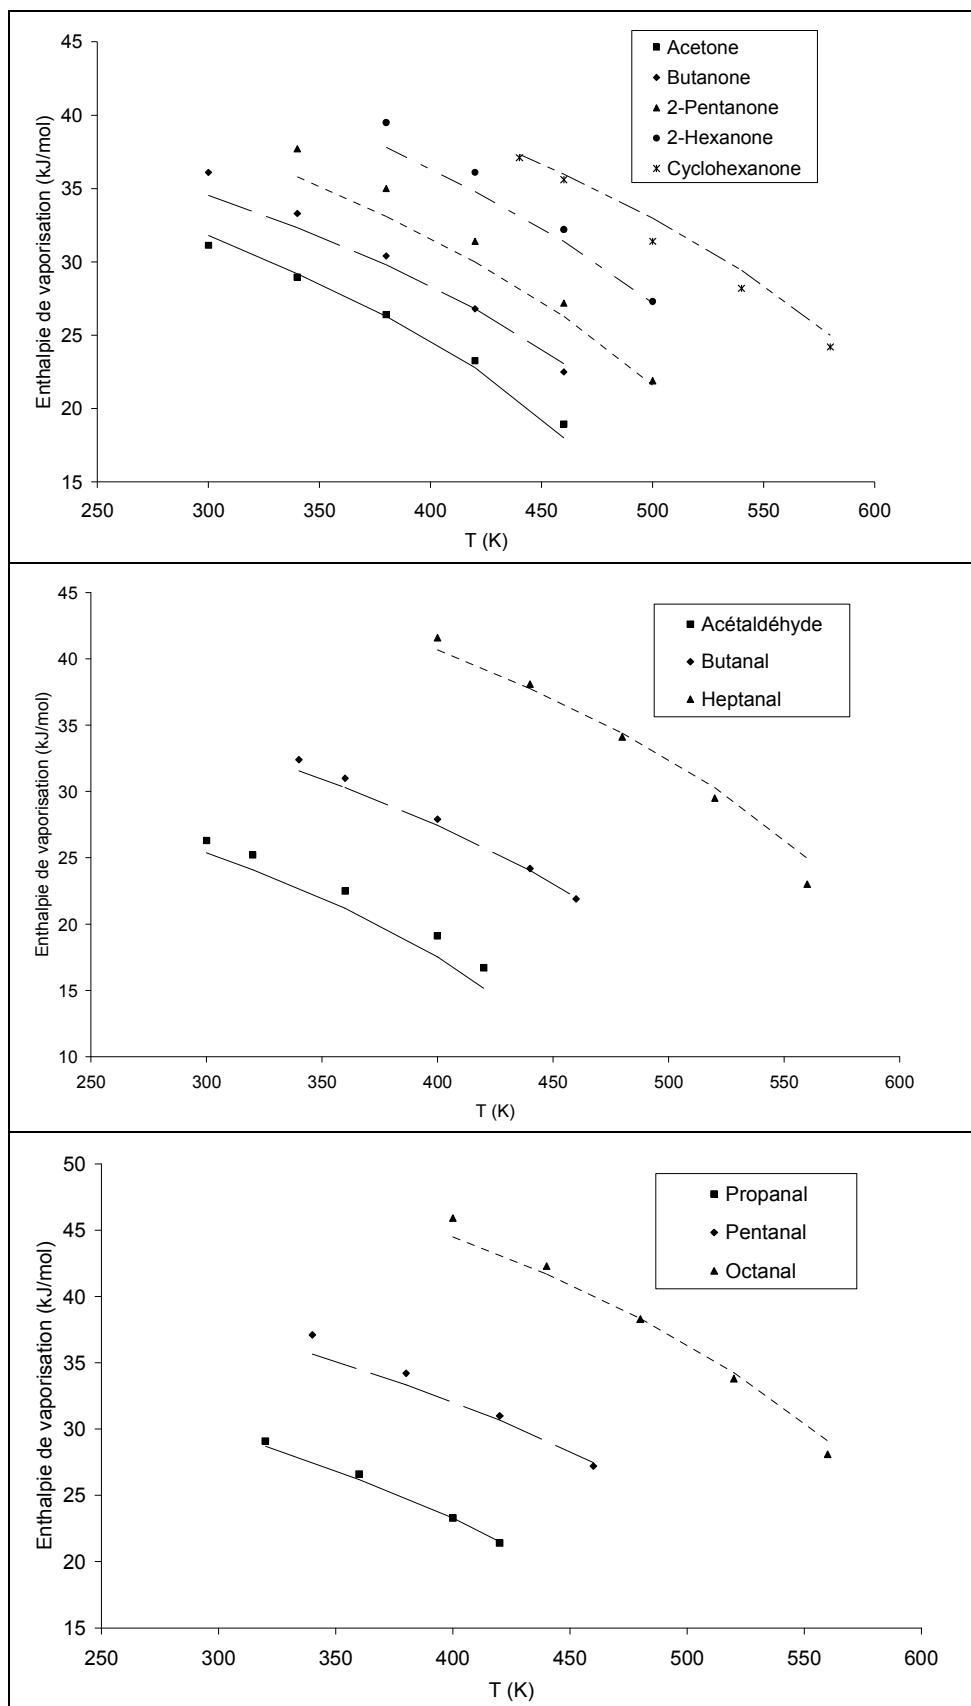 45
40
35
30
25
20
15
Enthalpie de vaporisation (kJ/mol)
Acetone
Butanone
2-Pentanone
2-Hexanone
Cyclohexanone
250 300 350 400 450 500 550 600
T (K)
45
40
35
30
25
20
15
10
Enthalpie de vaporisation (kJ/mol)
Acétaldéhyde
Butanal
Heptanal
250 300 350 400 450 500 550 600
T (K)
50
45
40
35
30
25
20
15
Enthalpie de vaporisation (kJ/mol)
Propanal
Pentanal
Octanal
250 300 350 400 450 500 550 600
T (K)